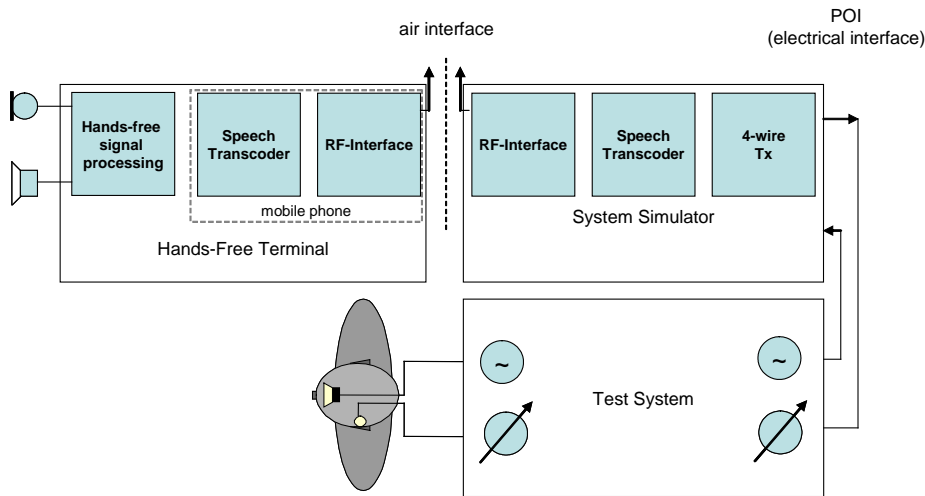 POI
(electrical interface)
air interface
Hands-free
signal
processing
Speech
Transcoder
RF-Interface
mobile phone
Hands-Free Terminal
RF-Interface
Speech
Transcoder
4-wire
Tx
System Simulator
~
~
Test System